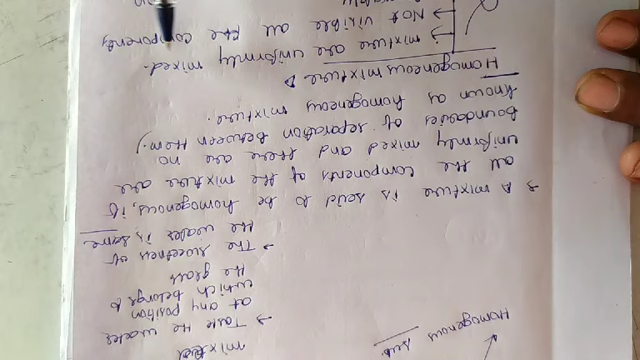 Homogenous sub.
mixed
→ Take the water
at any position
which belongs to
the glass
→ The sweetness of
the water is same
→ A mixture is said to be homogenous, if
all the components of the mixture are
uniformly mixed and there are no
boundaries of separation between them.)
known as homogeneous mixture.
Homogeneous mixture
→ mixture are uniformly mixed.
→ Not visible all the components